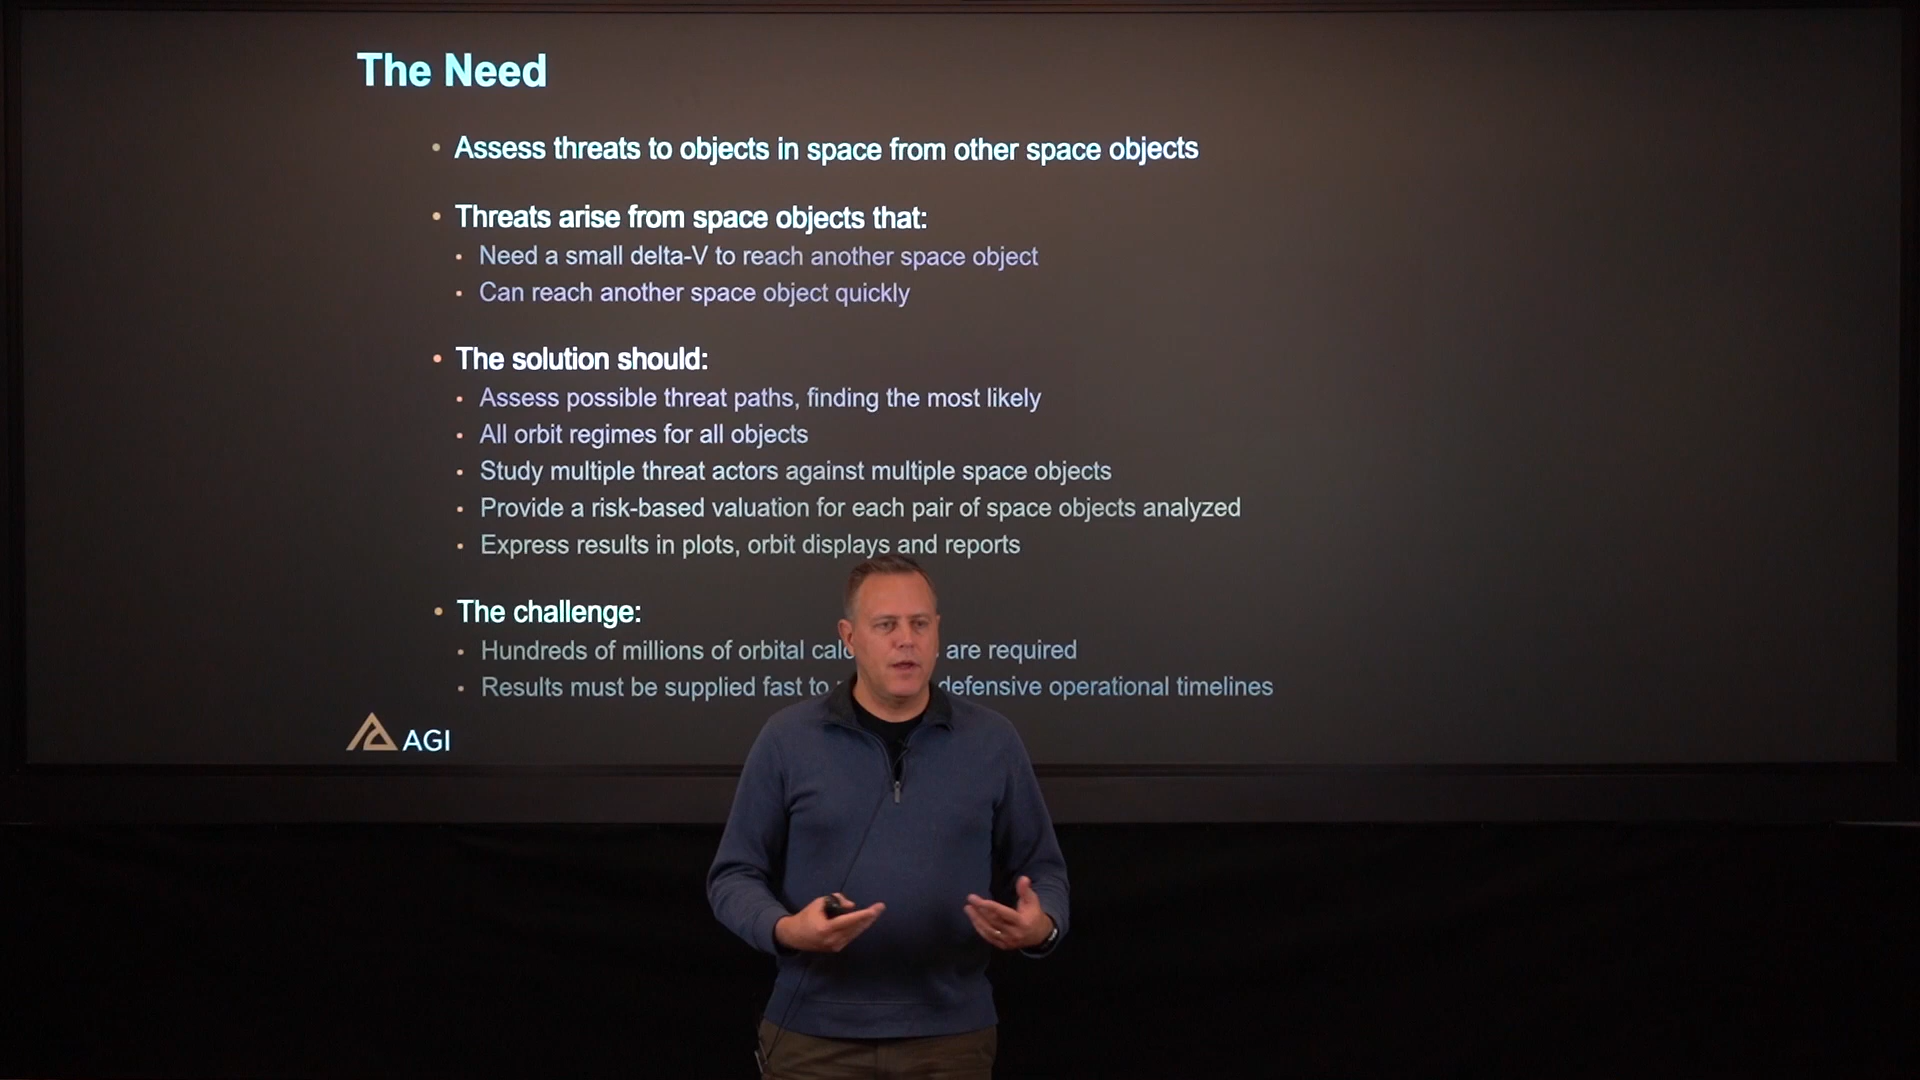 The Need
• Assess threats to objects in space from other space objects
• Threats arise from space objects that:
• Need a small delta-V to reach another space object
• Can reach another space object quickly
• The solution should:
• Assess possible threat paths, finding the most likely
• All orbit regimes for all objects
• Study multiple threat actors against multiple space objects
• Provide a risk-based valuation for each pair of space objects analyzed
• Express results in plots, orbit displays and reports
• The challenge:
• Hundreds of millions of orbital are required
• Results must be supplied fast to defensive operational timelines
AGI